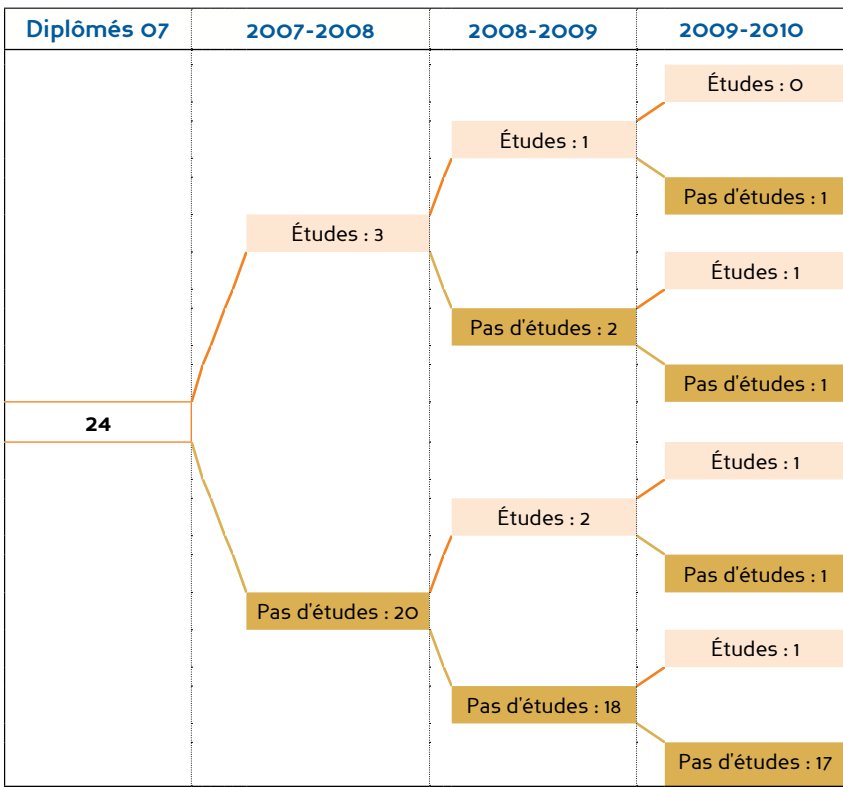 Diplômés 07 2007-2008 2008-2009 2009-2010
Études : 0
Études : 1
Pas d'études : 1
Études : 3
Études : 1
Pas d'études : 2
Pas d'études : 1
24
Études : 1
Études : 2
Pas d'études : 1
Pas d'études : 20
Études : 1
Pas d'études : 18
Pas d'études : 17